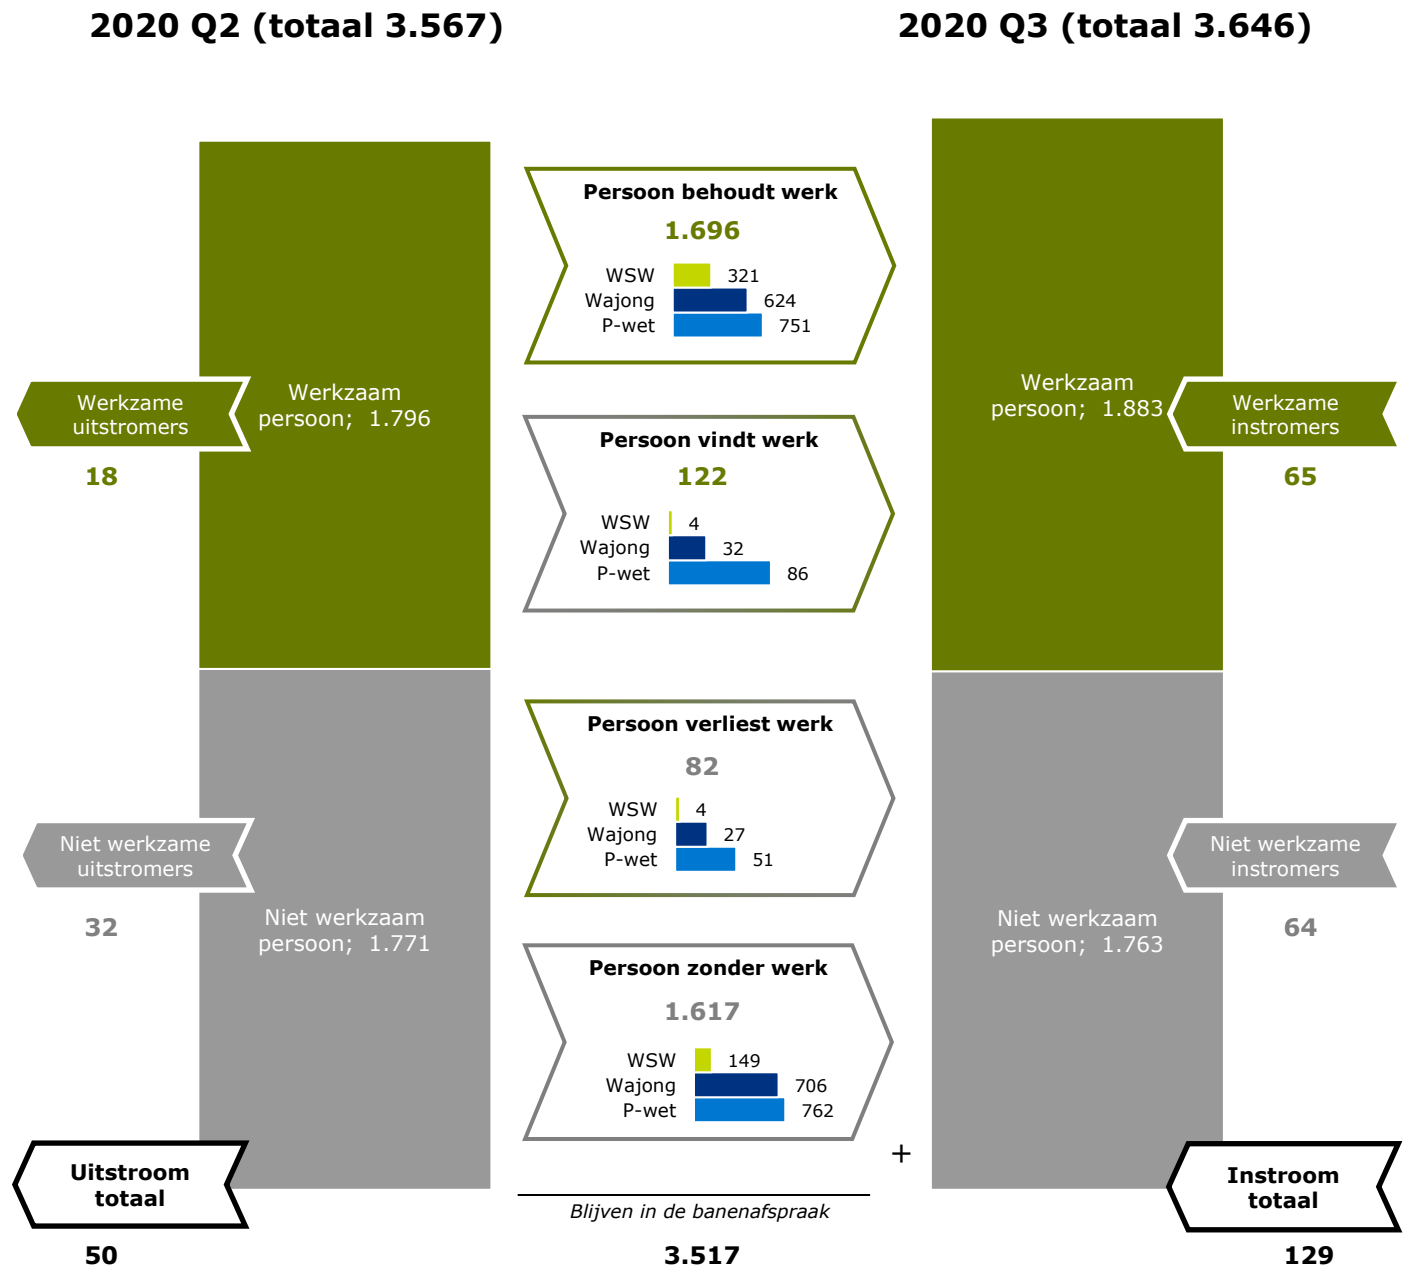 2020 Q2 (totaal 3.567)
2020 Q3 (totaal 3.646)
Werkzaam
persoon; 1.796
Werkzame
uitstromers
18
Niet werkzaam
persoon; 1.771
Niet werkzame
uitstromers
32
Uitstroom
totaal
50
Persoon behoudt werk
1.696
WSW 321
Wajong 624
P-wet 751
Persoon vindt werk
122
WSW 4
Wajong 32
P-wet 86
Persoon verliest werk
82
WSW 4
Wajong 27
P-wet 51
Persoon zonder werk
1.617
WSW 149
Wajong 706
P-wet 762
+
Blijven in de banenafspraak
3.517
Werkzaam
persoon; 1.883
Werkzame
instromers
65
Niet werkzaam
persoon; 1.763
Niet werkzame
instromers
64
Instroom
totaal
129